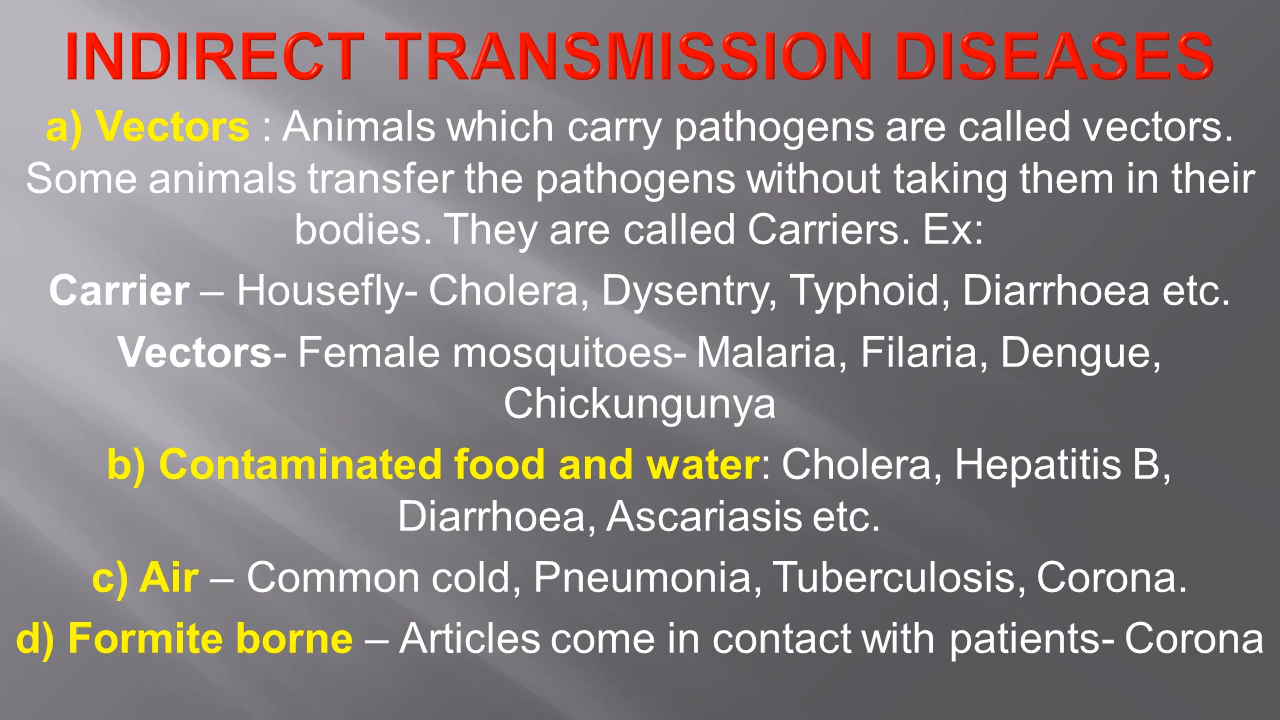 INDIRECT TRANSMISSION DISEASES
a) Vectors : Animals which carry pathogens are called vectors.
Some animals transfer the pathogens without taking them in their
bodies. They are called Carriers. Ex:
Carrier – Housefly- Cholera, Dysentry, Typhoid, Diarrhoea etc.
Vectors- Female mosquitoes- Malaria, Filaria, Dengue,
Chickungunya
b) Contaminated food and water: Cholera, Hepatitis B,
Diarrhoea, Ascariasis etc.
c) Air – Common cold, Pneumonia, Tuberculosis, Corona.
d) Formite borne – Articles come in contact with patients- Corona